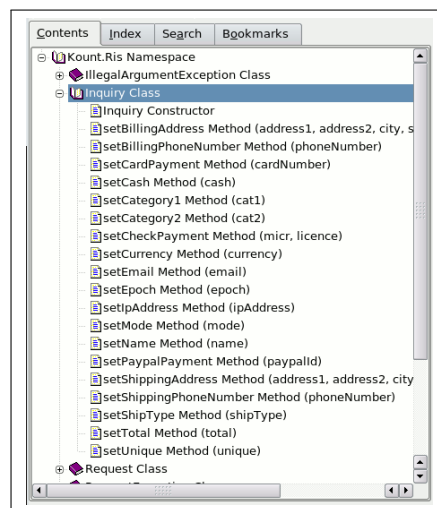 Contents Index Search Bookmarks
Kount.Ris Namespace
IllegalArgumentException Class
Inquiry Class
Inquiry Constructor
setBillingAddress Method (address1, address2, city, s
setBillingPhoneNumber Method (phoneNumber)
setCardPayment Method (cardNumber)
setCash Method (cash)
setCategory1 Method (cat1)
setCategory2 Method (cat2)
setCheckPayment Method (micr, licence)
setCurrency Method (currency)
setEmail Method (email)
setEpoch Method (epoch)
setIpAddress Method (ipAddress)
setMode Method (mode)
setName Method (name)
setPaypalPayment Method (paypalId)
setShippingAddress Method (address1, address2, city
setShippingPhoneNumber Method (phoneNumber)
setShipType Method (shipType)
setTotal Method (total)
setUnique Method (unique)
Request Class